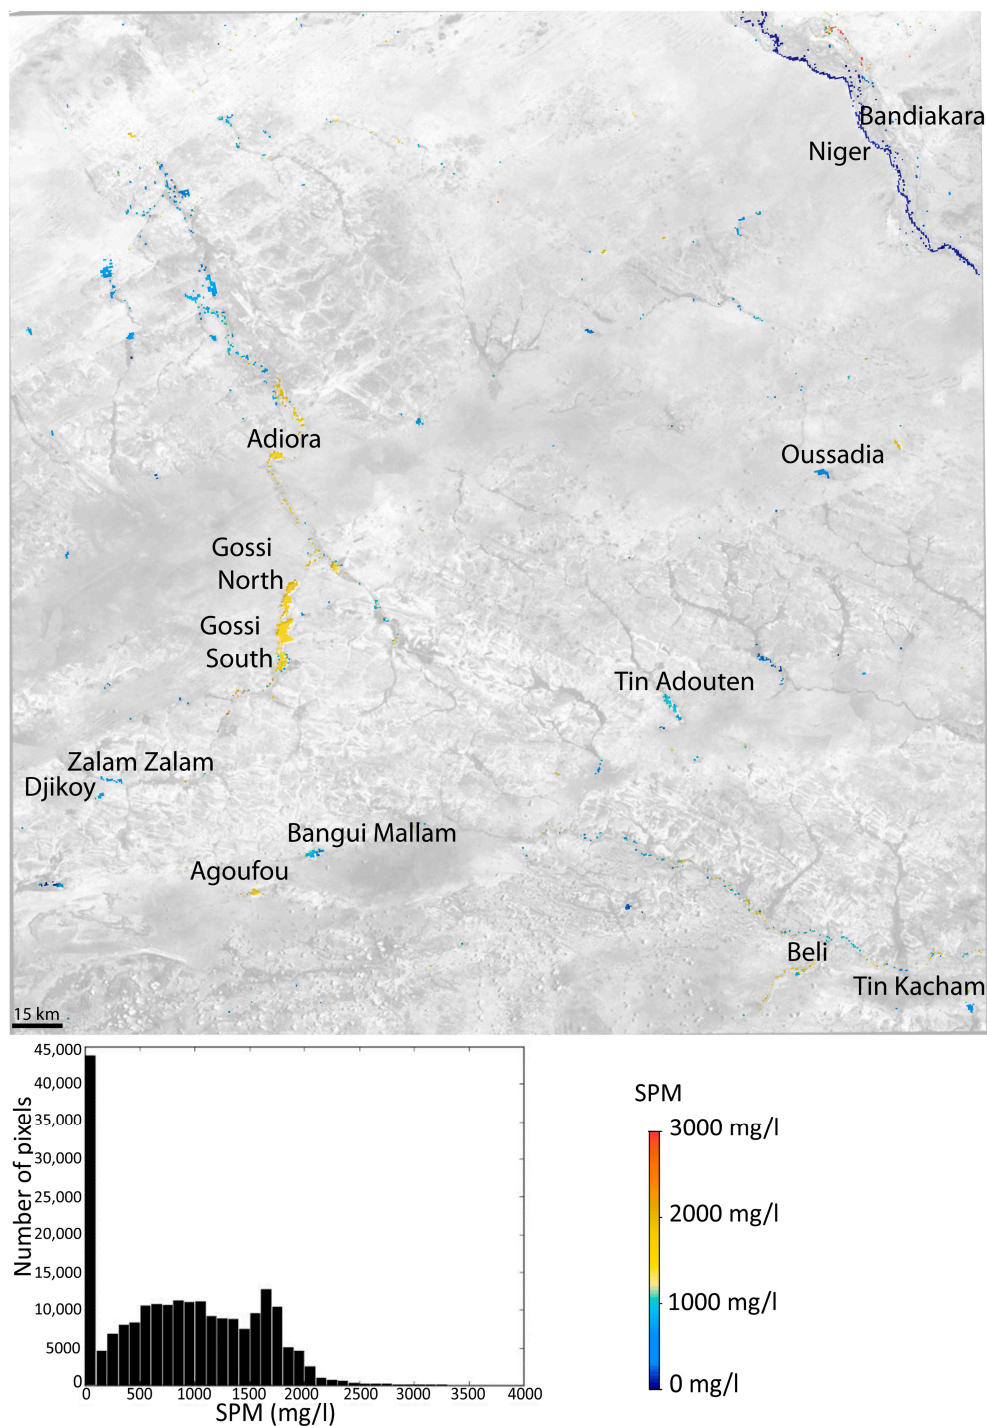 Bandiakara
Niger
Adiora
Oussadia
Gossi
North
Gossi
South
Tin Adouten
Zalam Zalam
Djikoy
Bangui Mallam
Agoufou
Beli
Tin Kacham
15 km
45,000
40,000
35,000
30,000
25,000
20,000
15,000
10,000
5000
0
Number of pixels
0 500 1000 1500 2000 2500 3000 3500 4000
SPM (mg/l)
SPM
3000 mg/l
2000 mg/l
1000 mg/l
0 mg/l